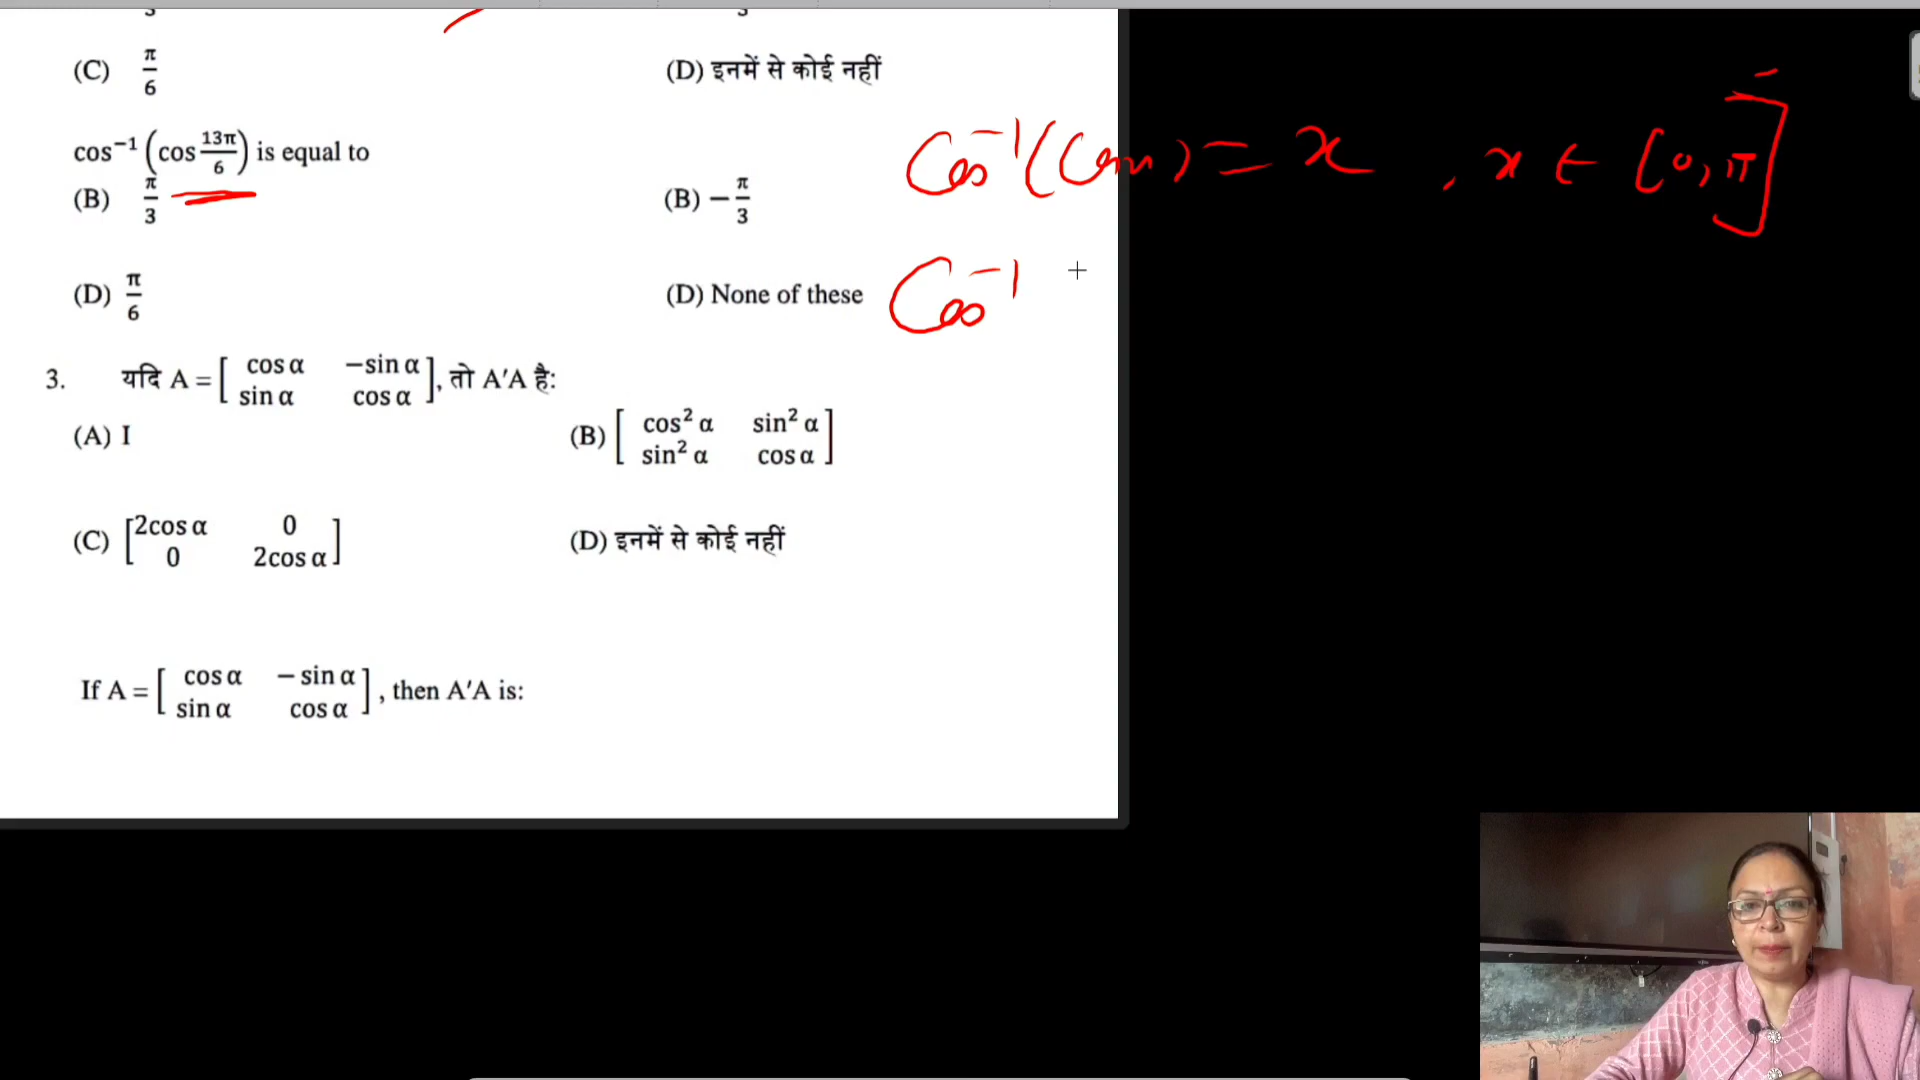 (C) π/6 (D) इनमें से कोई नहीं
cos⁻¹ (cos 13π/6) is equal to
(B) π/3 (B) − π/3
(D) π/6 (D) None of these
Cos⁻¹(Cosx) = x , x ∈ [0, π]
Cos⁻¹
3. यदि A = [ cos α −sin α
sin α cos α ], तो A′A है:
(A) I (B) [ cos² α sin² α
sin² α cos α ]
(C) [ 2cos α 0
0 2cos α ] (D) इनमें से कोई नहीं
If A = [ cos α − sin α
sin α cos α ] , then A′A is: